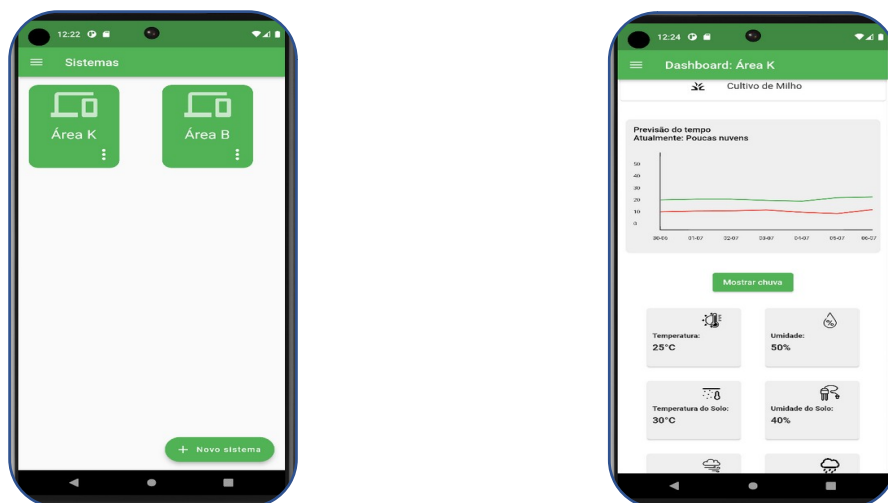 12:22
Sistemas
Área K
Área B
+ Novo sistema
12:24
Dashboard: Área K
Cultivo de Milho
Previsão do tempo
Atualmente: Poucas nuvens
50
40
30
20
10
0
30-06 01-07 02-07 03-07 04-07 05-07 06-07
Mostrar chuva
Temperatura:
25°C
Umidade:
50%
Temperatura do Solo:
30°C
Umidade do Solo:
40%